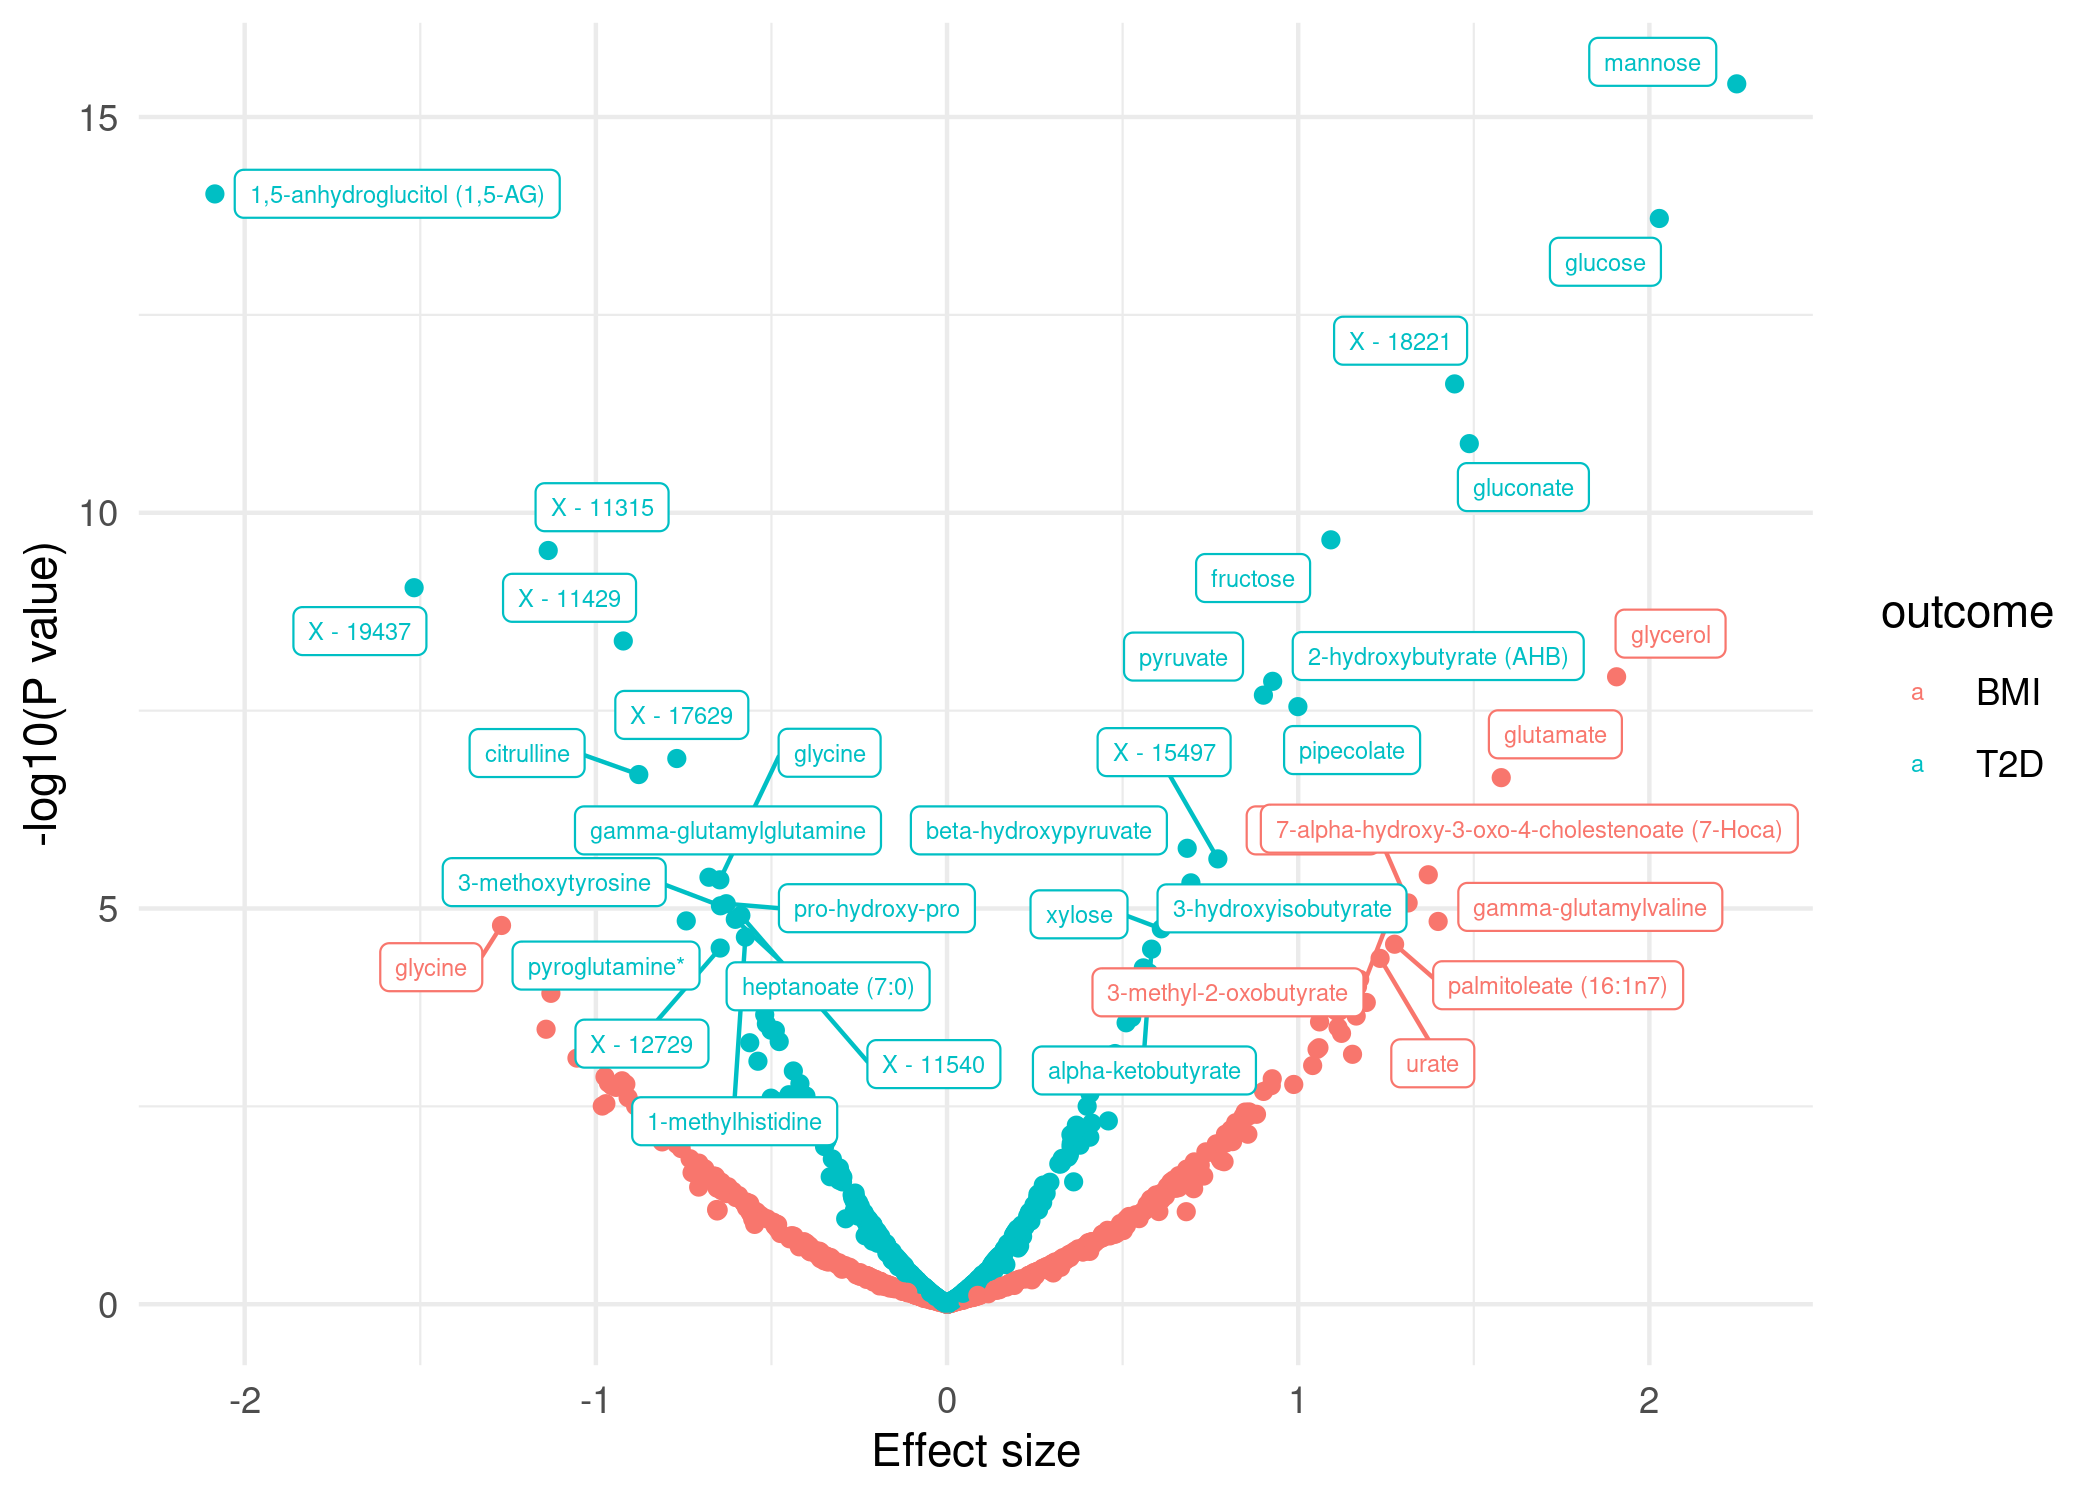 mannose
15
1,5-anhydroglucitol (1,5-AG)
glucose
X - 18221
gluconate
X - 11315
10
fructose
X - 11429
X - 19437
glycerol
pyruvate
2-hydroxybutyrate (AHB)
X - 17629
glutamate
citrulline
glycine
X - 15497
pipecolate
gamma-glutamylglutamine
beta-hydroxypyruvate
7-alpha-hydroxy-3-oxo-4-cholestenoate (7-Hoca)
3-methoxytyrosine
5
pro-hydroxy-pro
xylose
3-hydroxyisobutyrate
gamma-glutamylvaline
glycine
pyroglutamine*
heptanoate (7:0)
3-methyl-2-oxobutyrate
palmitoleate (16:1n7)
X - 12729
X - 11540
alpha-ketobutyrate
urate
1-methylhistidine
0
-2
-1
0
1
2
Effect size
-log10(P value)
outcome
a BMI
a T2D